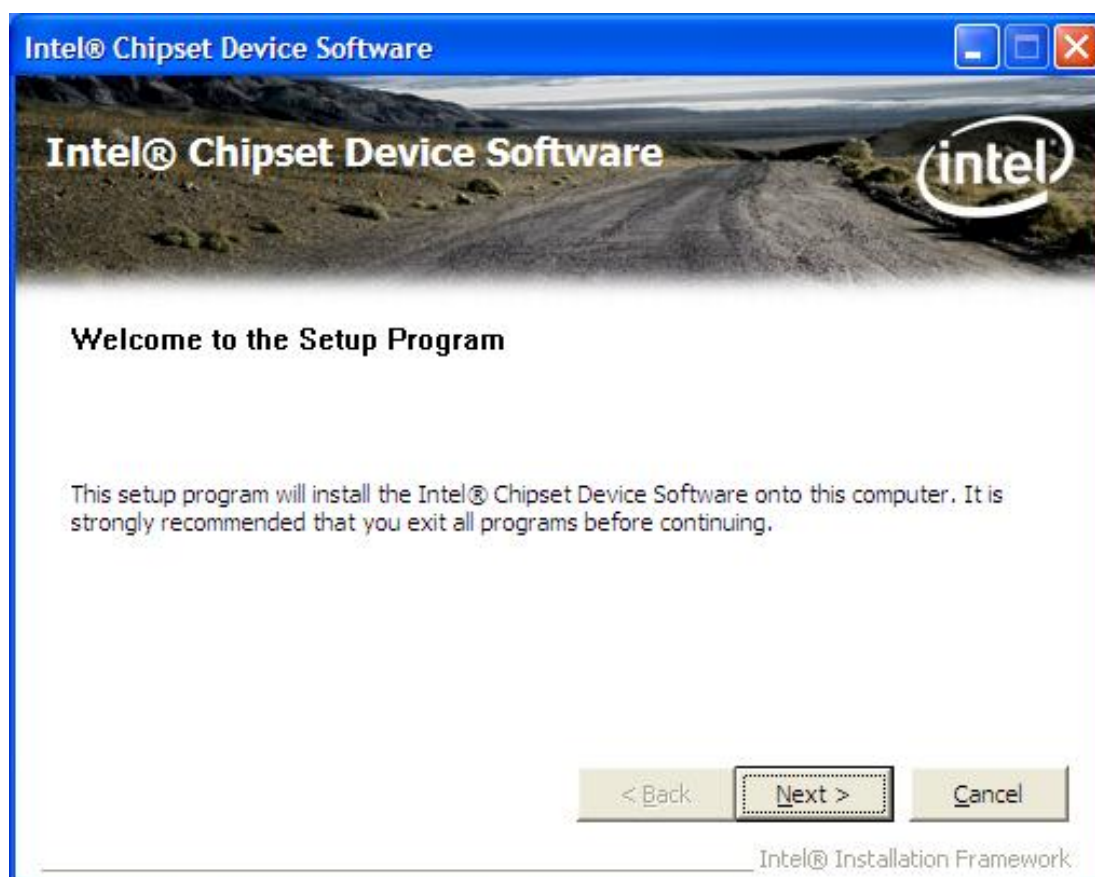 Intel® Chipset Device Software
Intel® Chipset Device Software
intel®
Welcome to the Setup Program
This setup program will install the Intel® Chipset Device Software onto this computer. It is
strongly recommended that you exit all programs before continuing.
< Back
Next >
Cancel
Intel® Installation Framework